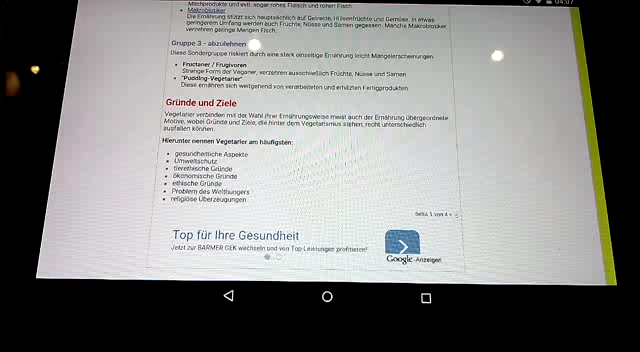 04:07
Milchprodukte und evtl. sogar rohes Fleisch und rohen Fisch
Makrobiotiker
Die Ernährung stützt sich hauptsächlich auf Getreide, Hülsenfrüchte und Gemüse. In etwas
geringerem Umfang werden auch Früchte, Nüsse und Samen gegessen. Manche Makrobiotiker
verzehren geringe Mengen Fisch.
Gruppe 3 - abzulehnen
Diese Sondergruppe riskiert durch eine stark einseitige Ernährung leicht Mangelerscheinungen.
Fructaner / Frugivoren
Strenge Form der Veganer, verzehren ausschließlich Früchte, Nüsse und Samen
"Pudding-Vegetarier"
Diese ernähren sich weitgehend von verarbeiteten und erhitzten Fertigprodukten
Gründe und Ziele
Vegetarier verbinden mit der Wahl ihrer Ernährungsweise meist auch der Ernährung übergeordnete
Motive, wobei Gründe und Ziele, die hinter dem Vegetarismus stehen, recht unterschiedlich
ausfallen können.
Hierunter nennen Vegetarier am häufigsten:
gesundheitliche Aspekte
Umweltschutz
tierethische Gründe
ökonomische Gründe
ethische Gründe
Problem des Welthungers
religiöse Überzeugungen
Seite 1 von 4 < >
Top für Ihre Gesundheit
Jetzt zur BARMER GEK wechseln und von Top-Leistungen profitieren!
Google-Anzeigen